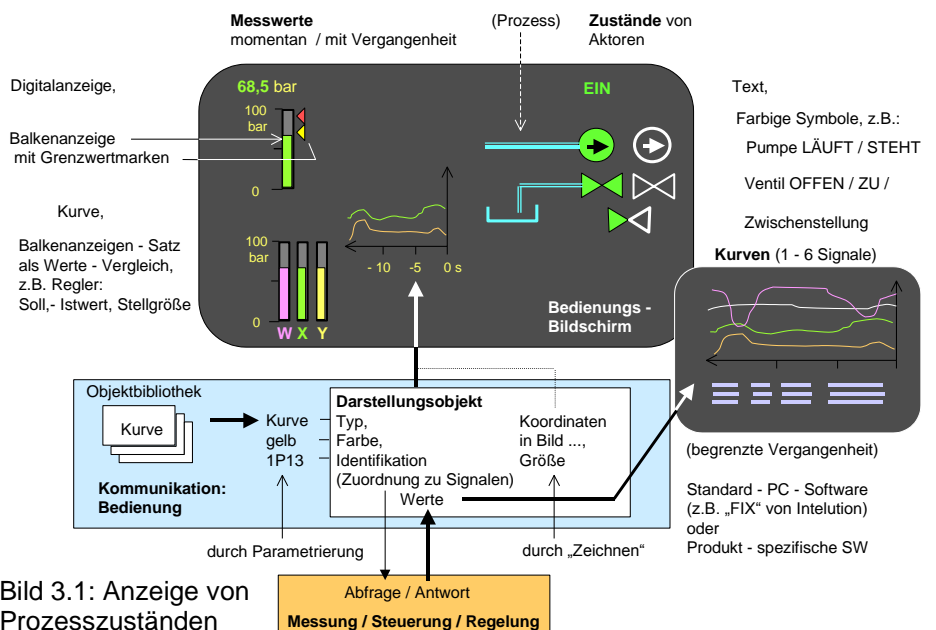 Messwerte
momentan / mit Vergangenheit
(Prozess)
Zustände von
Aktoren
Digitalanzeige,
68,5 bar
EIN
Text,
100
bar
0
Balkenanzeige
mit Grenzwertmarken
Farbige Symbole, z.B.:
Pumpe LÄUFT / STEHT
Ventil OFFEN / ZU /
Zwischenstellung
Kurve,
Balkenanzeigen - Satz
als Werte - Vergleich,
z.B. Regler:
Soll,- Istwert, Stellgröße
100
bar
0
W X Y
- 10 -5 0 s
Bedienungs -
Bildschirm
Kurven (1 - 6 Signale)
(begrenzte Vergangenheit)
Standard - PC - Software
(z.B. „FIX“ von Intelution)
oder
Produkt - spezifische SW
Objektbibliothek
Kurve
Kommunikation:
Bedienung
Kurve
gelb
1P13
Darstellungsobjekt
Typ,
Farbe,
Identifikation
(Zuordnung zu Signalen)
Werte
Koordinaten
in Bild ...,
Größe
durch Parametrierung
durch „Zeichnen“
Abfrage / Antwort
Messung / Steuerung / Regelung
Bild 3.1: Anzeige von
Prozesszuständen